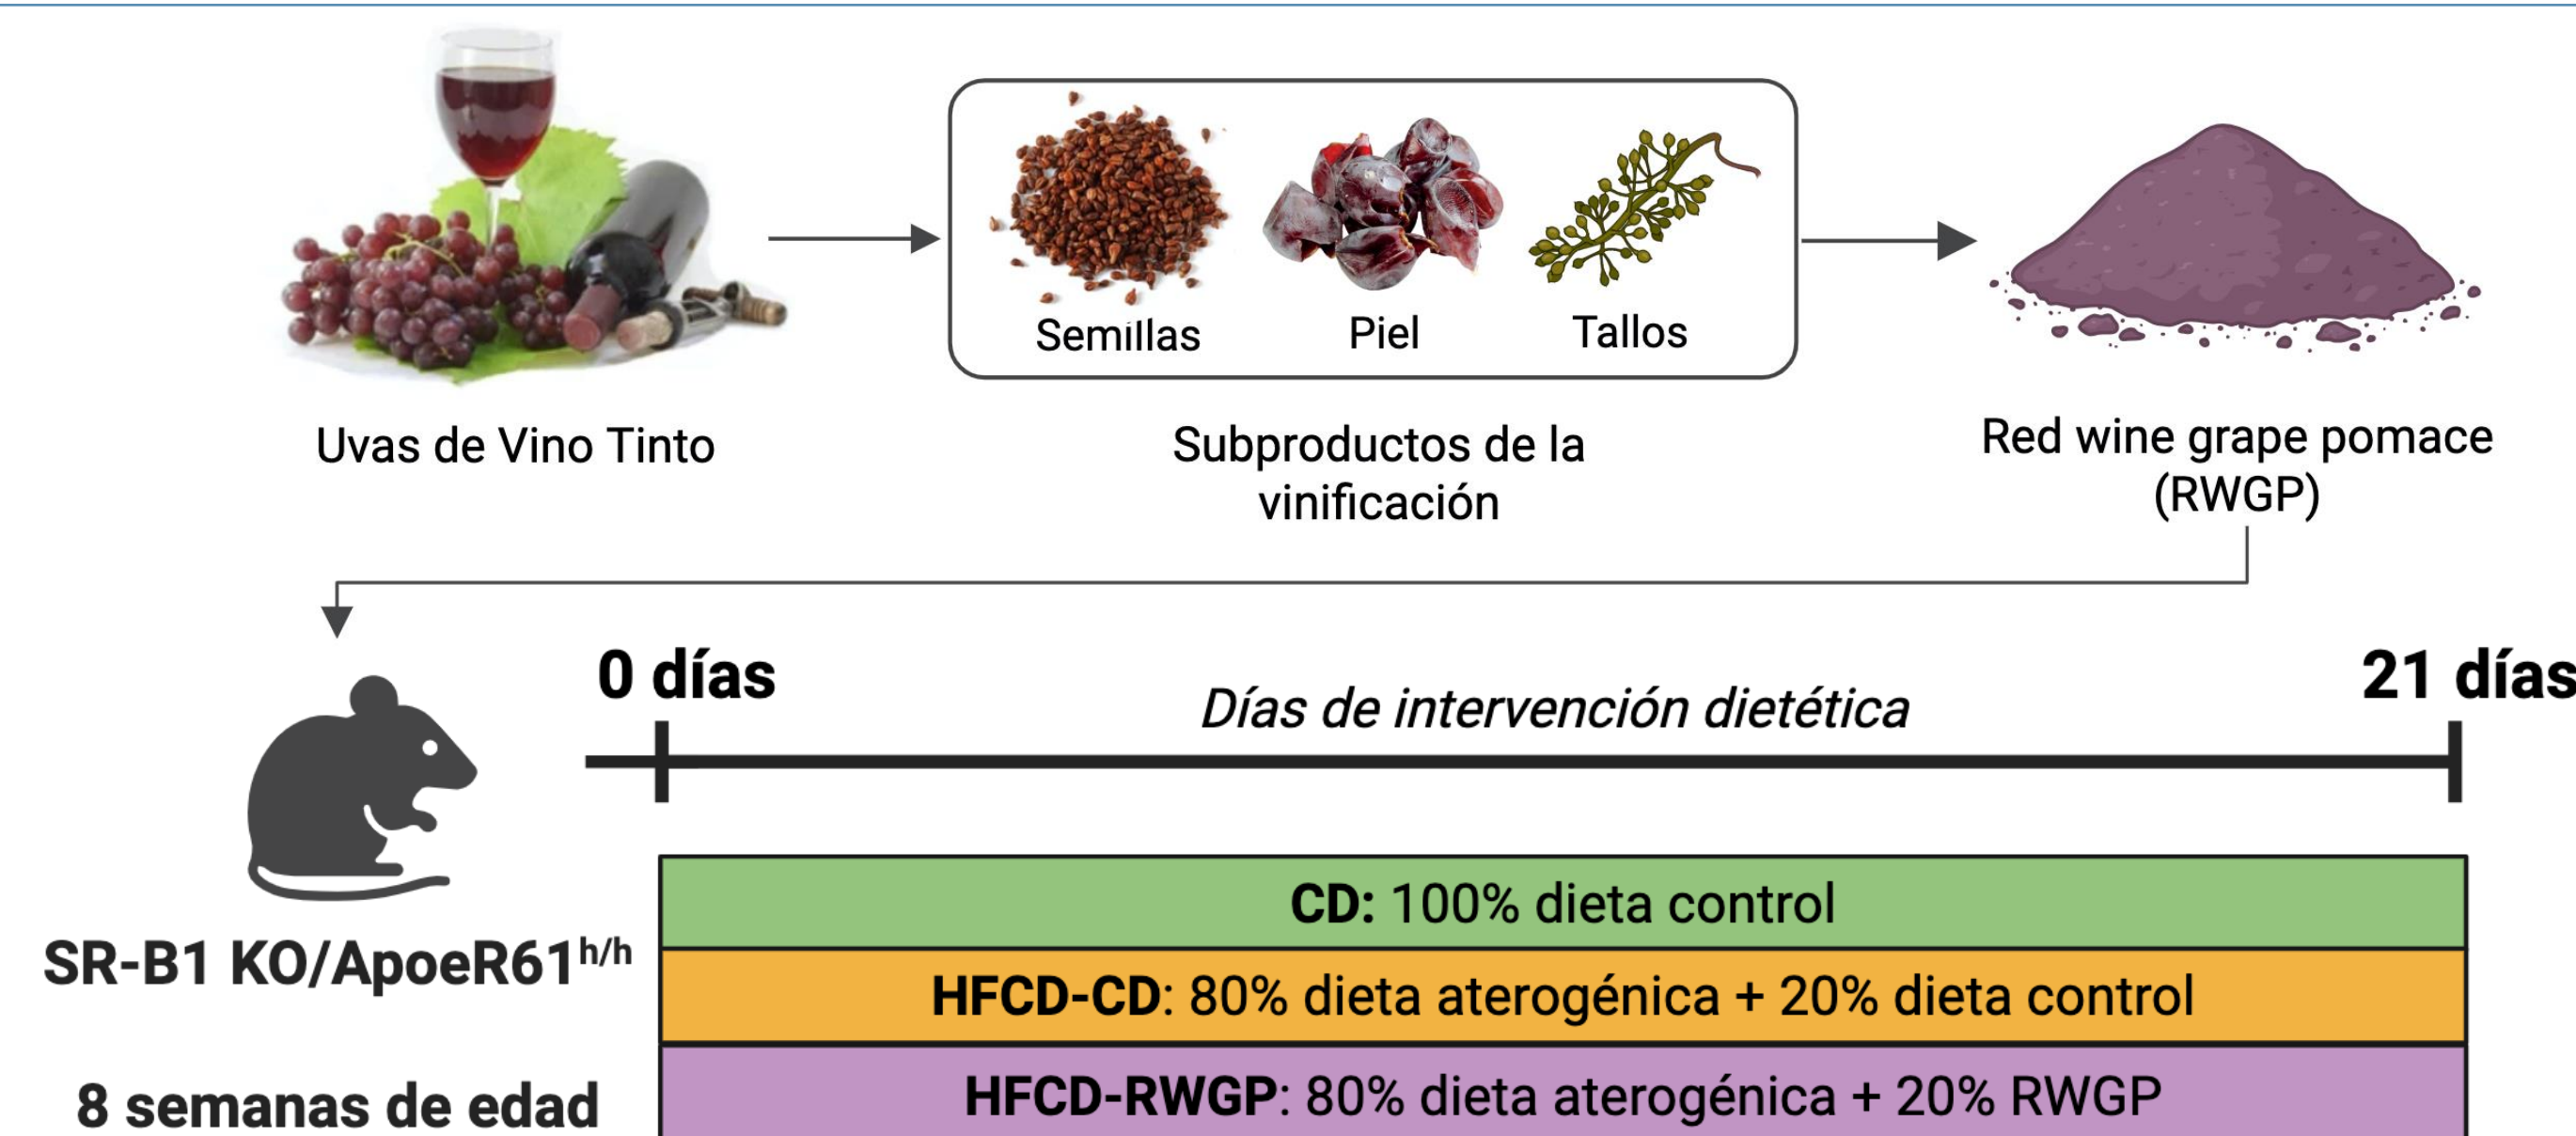 Semillas
Piel
Tallos
Uvas de Vino Tinto
Subproductos de la
vinificación
Red wine grape pomace
(RWGP)
0 días
Días de intervención dietética
21 días
CD: 100% dieta control
SR-B1 KO/ApoeR61h/h
HFCD-CD: 80% dieta aterogénica + 20% dieta control
8 semanas de edad
HFCD-RWGP: 80% dieta aterogénica + 20% RWGP